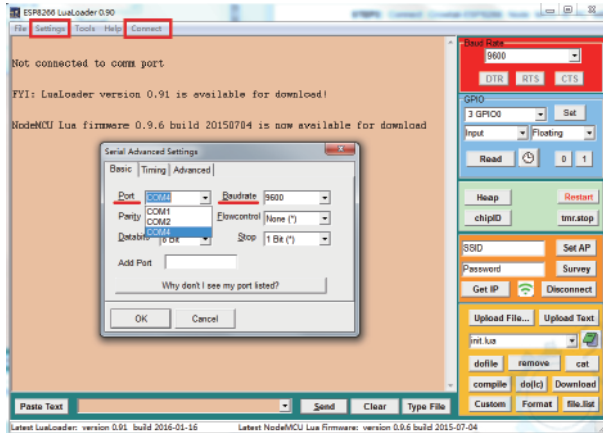 ESP8266 LuaLoader 0.90
File Settings Tools Help Connect
Not connected to comm port
FYI: LuaLoader version 0.91 is available for download!
NodeMCU Lua firmware 0.9.6 build 20150704 is now available for download
Serial Advanced Settings
Basic Timing Advanced
Port COM4 Baudrate 9600
COM1
COM2
COM4
Parity Flowcontrol None (*)
Databits 8 Bit Stop 1 Bit (*)
Add Port
Why don't I see my port listed?
OK Cancel
Baud Rate
9600
DTR RTS CTS
GPIO
3 GPIO0 Set
Input Floating
Read 0 1
Heap Restart
chipID tmr.stop
SSID Set AP
Password Survey
Get IP Disconnect
Upload File... Upload Text
init.lua
dofile remove cat
compile do(lc) Download
Custom Format file.list
Paste Text Send Clear Type File
Latest LuaLoader: version 0.91 build 2016-01-16 Latest NodeMCU Lua Firmware: version 0.9.6 build 2015-07-04